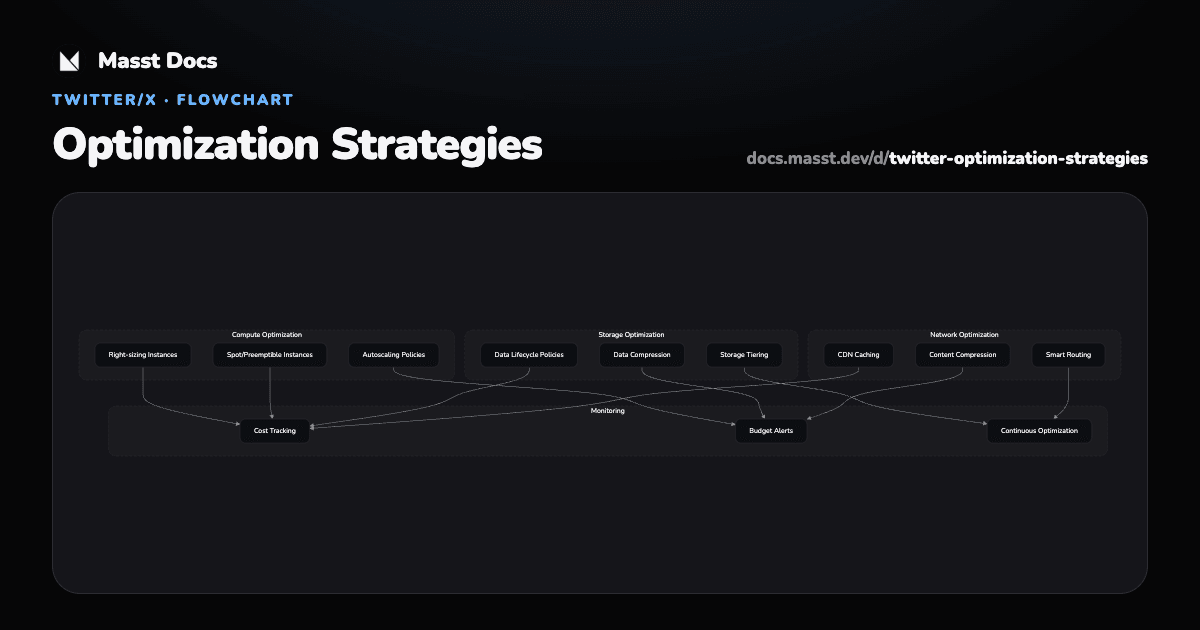 Masst Docs
TWITTER/X · FLOWCHART
Optimization Strategies
docs.masst.dev/d/twitter-optimization-strategies
Compute Optimization
Storage Optimization
Network Optimization
Right-sizing Instances
Spot/Preemptible Instances
Autoscaling Policies
Data Lifecycle Policies
Data Compression
Storage Tiering
CDN Caching
Content Compression
Smart Routing
Monitoring
Cost Tracking
Budget Alerts
Continuous Optimization